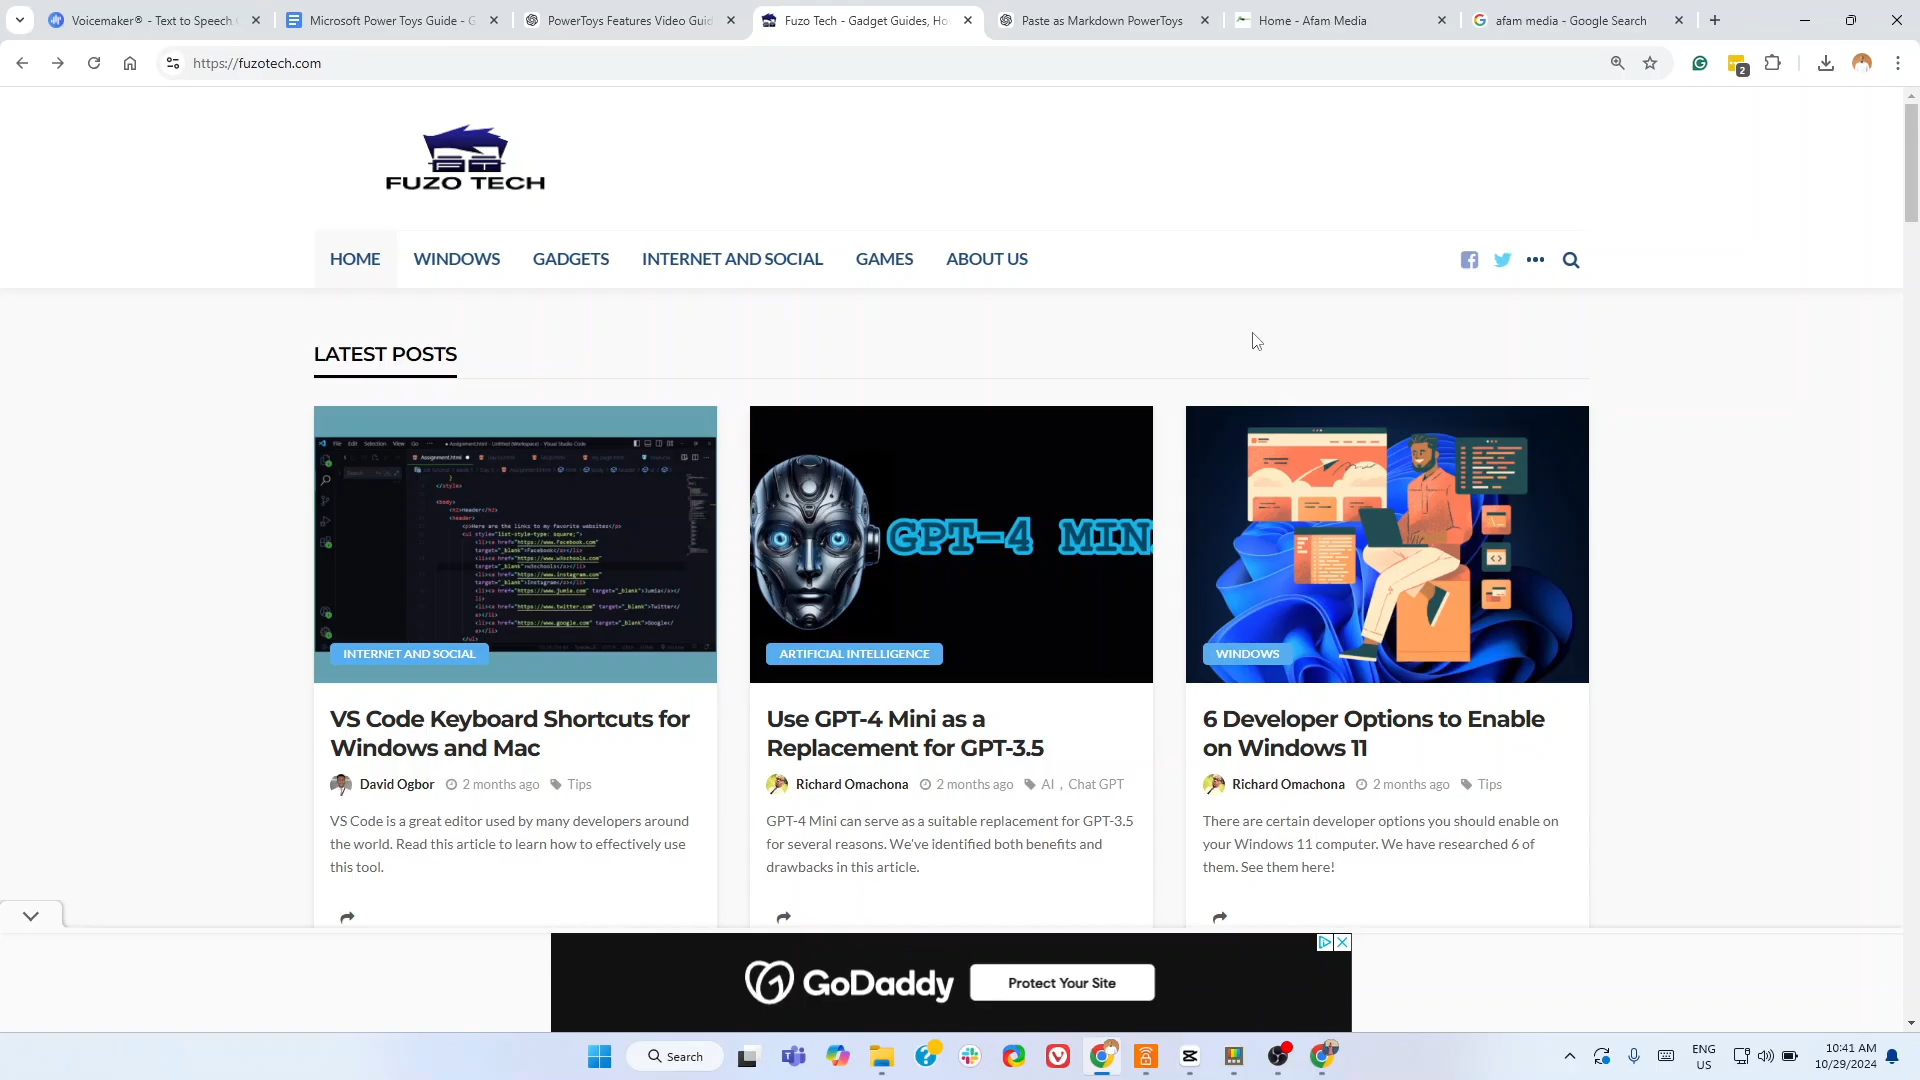 Voicemaker® - Text to Speech
Microsoft Power Toys Guide - G
PowerToys Features Video Guid
Fuzo Tech - Gadget Guides, Ho
Paste as Markdown PowerToys
Home - Afam Media
afam media - Google Search
https://fuzotech.com
2
FUZO TECH
HOME
WINDOWS
GADGETS
INTERNET AND SOCIAL
GAMES
ABOUT US
LATEST POSTS
GPT-4 MIN
INTERNET AND SOCIAL
ARTIFICIAL INTELLIGENCE
WINDOWS
VS Code Keyboard Shortcuts for
Windows and Mac
David Ogbor
2 months ago
Tips
VS Code is a great editor used by many developers around
the world. Read this article to learn how to effectively use
this tool.
Use GPT-4 Mini as a
Replacement for GPT-3.5
Richard Omachona
2 months ago
AI , Chat GPT
GPT-4 Mini can serve as a suitable replacement for GPT-3.5
for several reasons. We've identified both benefits and
drawbacks in this article.
6 Developer Options to Enable
on Windows 11
Richard Omachona
2 months ago
Tips
There are certain developer options you should enable on
your Windows 11 computer. We have researched 6 of
them. See them here!
GoDaddy
Protect Your Site
Search
ENG
US
10:41 AM
10/29/2024